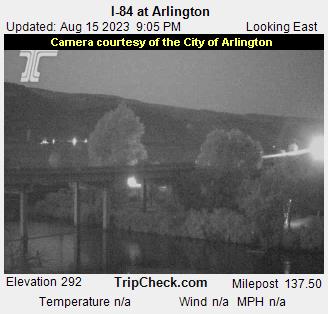 I-84 at Arlington
Updated: Aug 15 2023 9:05 PM Looking East
Camera courtesy of the City of Arlington
Elevation 292 TripCheck.com Milepost 137.50
Temperature n/a Wind n/a MPH n/a